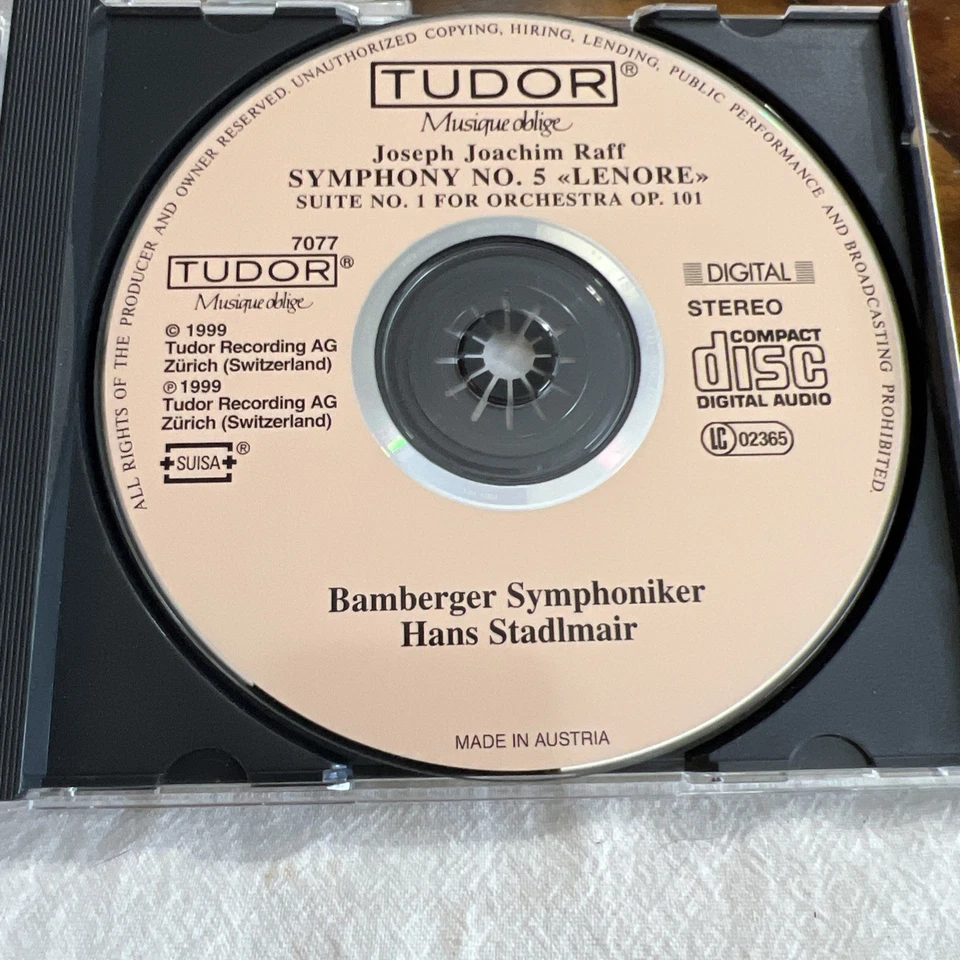 ALL RIGHTS OF THE PRODUCER AND OWNER RESERVED. UNAUTHORIZED COPYING, HIRING, LENDING, PUBLIC PERFORMANCE AND BROADCASTING PROHIBITED.
TUDOR®
Musique oblige
Joseph Joachim Raff
SYMPHONY NO. 5 «LENORE»
SUITE NO. 1 FOR ORCHESTRA OP. 101
7077
TUDOR®
Musique oblige
© 1999
Tudor Recording AG
Zürich (Switzerland)
℗ 1999
Tudor Recording AG
Zürich (Switzerland)
SUISA ®
DIGITAL
STEREO
COMPACT
disc
DIGITAL AUDIO
LC 02365
Bamberger Symphoniker
Hans Stadlmair
MADE IN AUSTRIA